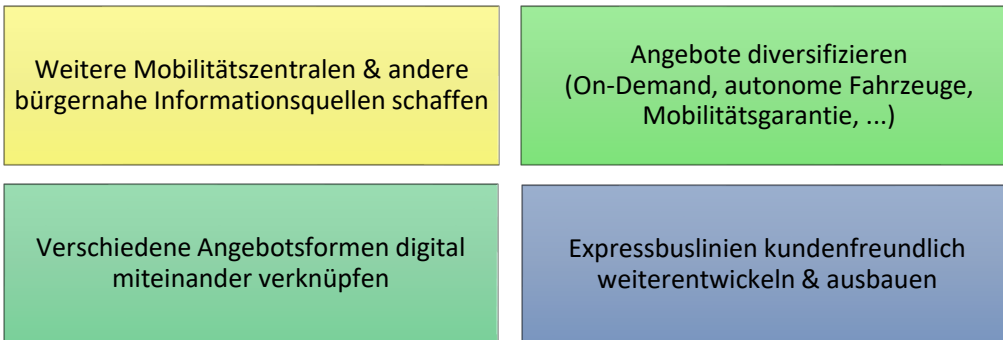 Weitere Mobilitätszentralen & andere
bürgernahe Informationsquellen schaffen
Angebote diversifizieren
(On-Demand, autonome Fahrzeuge,
Mobilitätsgarantie, ...)
Verschiedene Angebotsformen digital
miteinander verknüpfen
Expressbuslinien kundenfreundlich
weiterentwickeln & ausbauen